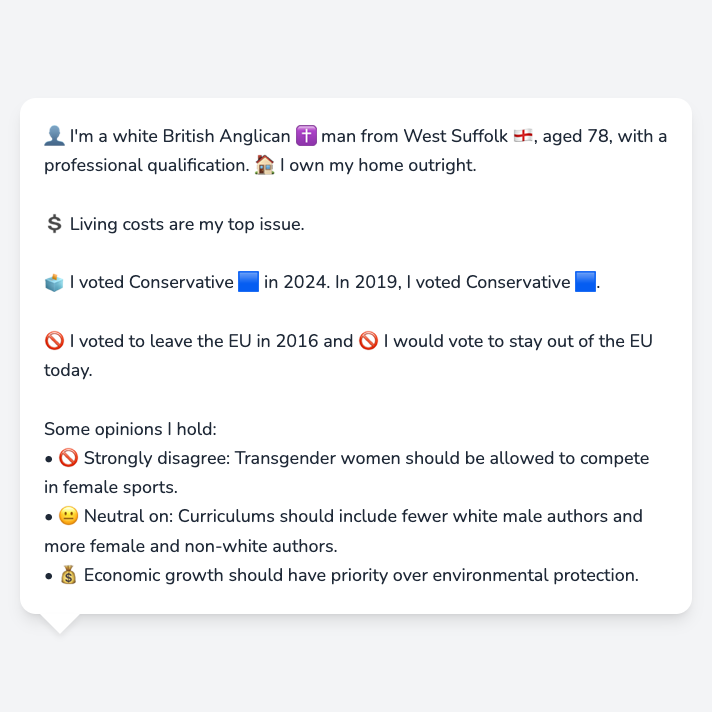 👤 I'm a white British Anglican ✝️ man from West Suffolk 🏴󠁧󠁢󠁥󠁮󠁧󠁿, aged 78, with a
professional qualification. 🏠 I own my home outright.
💲 Living costs are my top issue.
🗳️ I voted Conservative 🟦 in 2024. In 2019, I voted Conservative 🟦.
🚫 I voted to leave the EU in 2016 and 🚫 I would vote to stay out of the EU
today.
Some opinions I hold:
• 🚫 Strongly disagree: Transgender women should be allowed to compete
in female sports.
• 😐 Neutral on: Curriculums should include fewer white male authors and
more female and non-white authors.
• 💰 Economic growth should have priority over environmental protection.